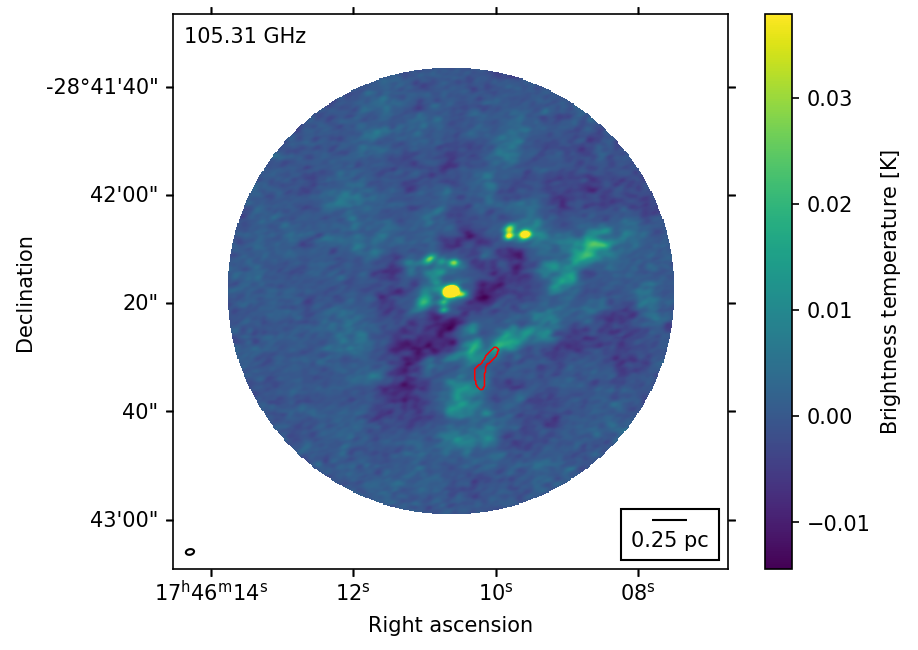 105.31 GHz
-28°41'40"
42'00"
20"
40"
43'00"
Declination
17ʰ46ᵐ14ˢ
12ˢ
10ˢ
08ˢ
Right ascension
0.25 pc
0.03
0.02
0.01
0.00
−0.01
Brightness temperature [K]